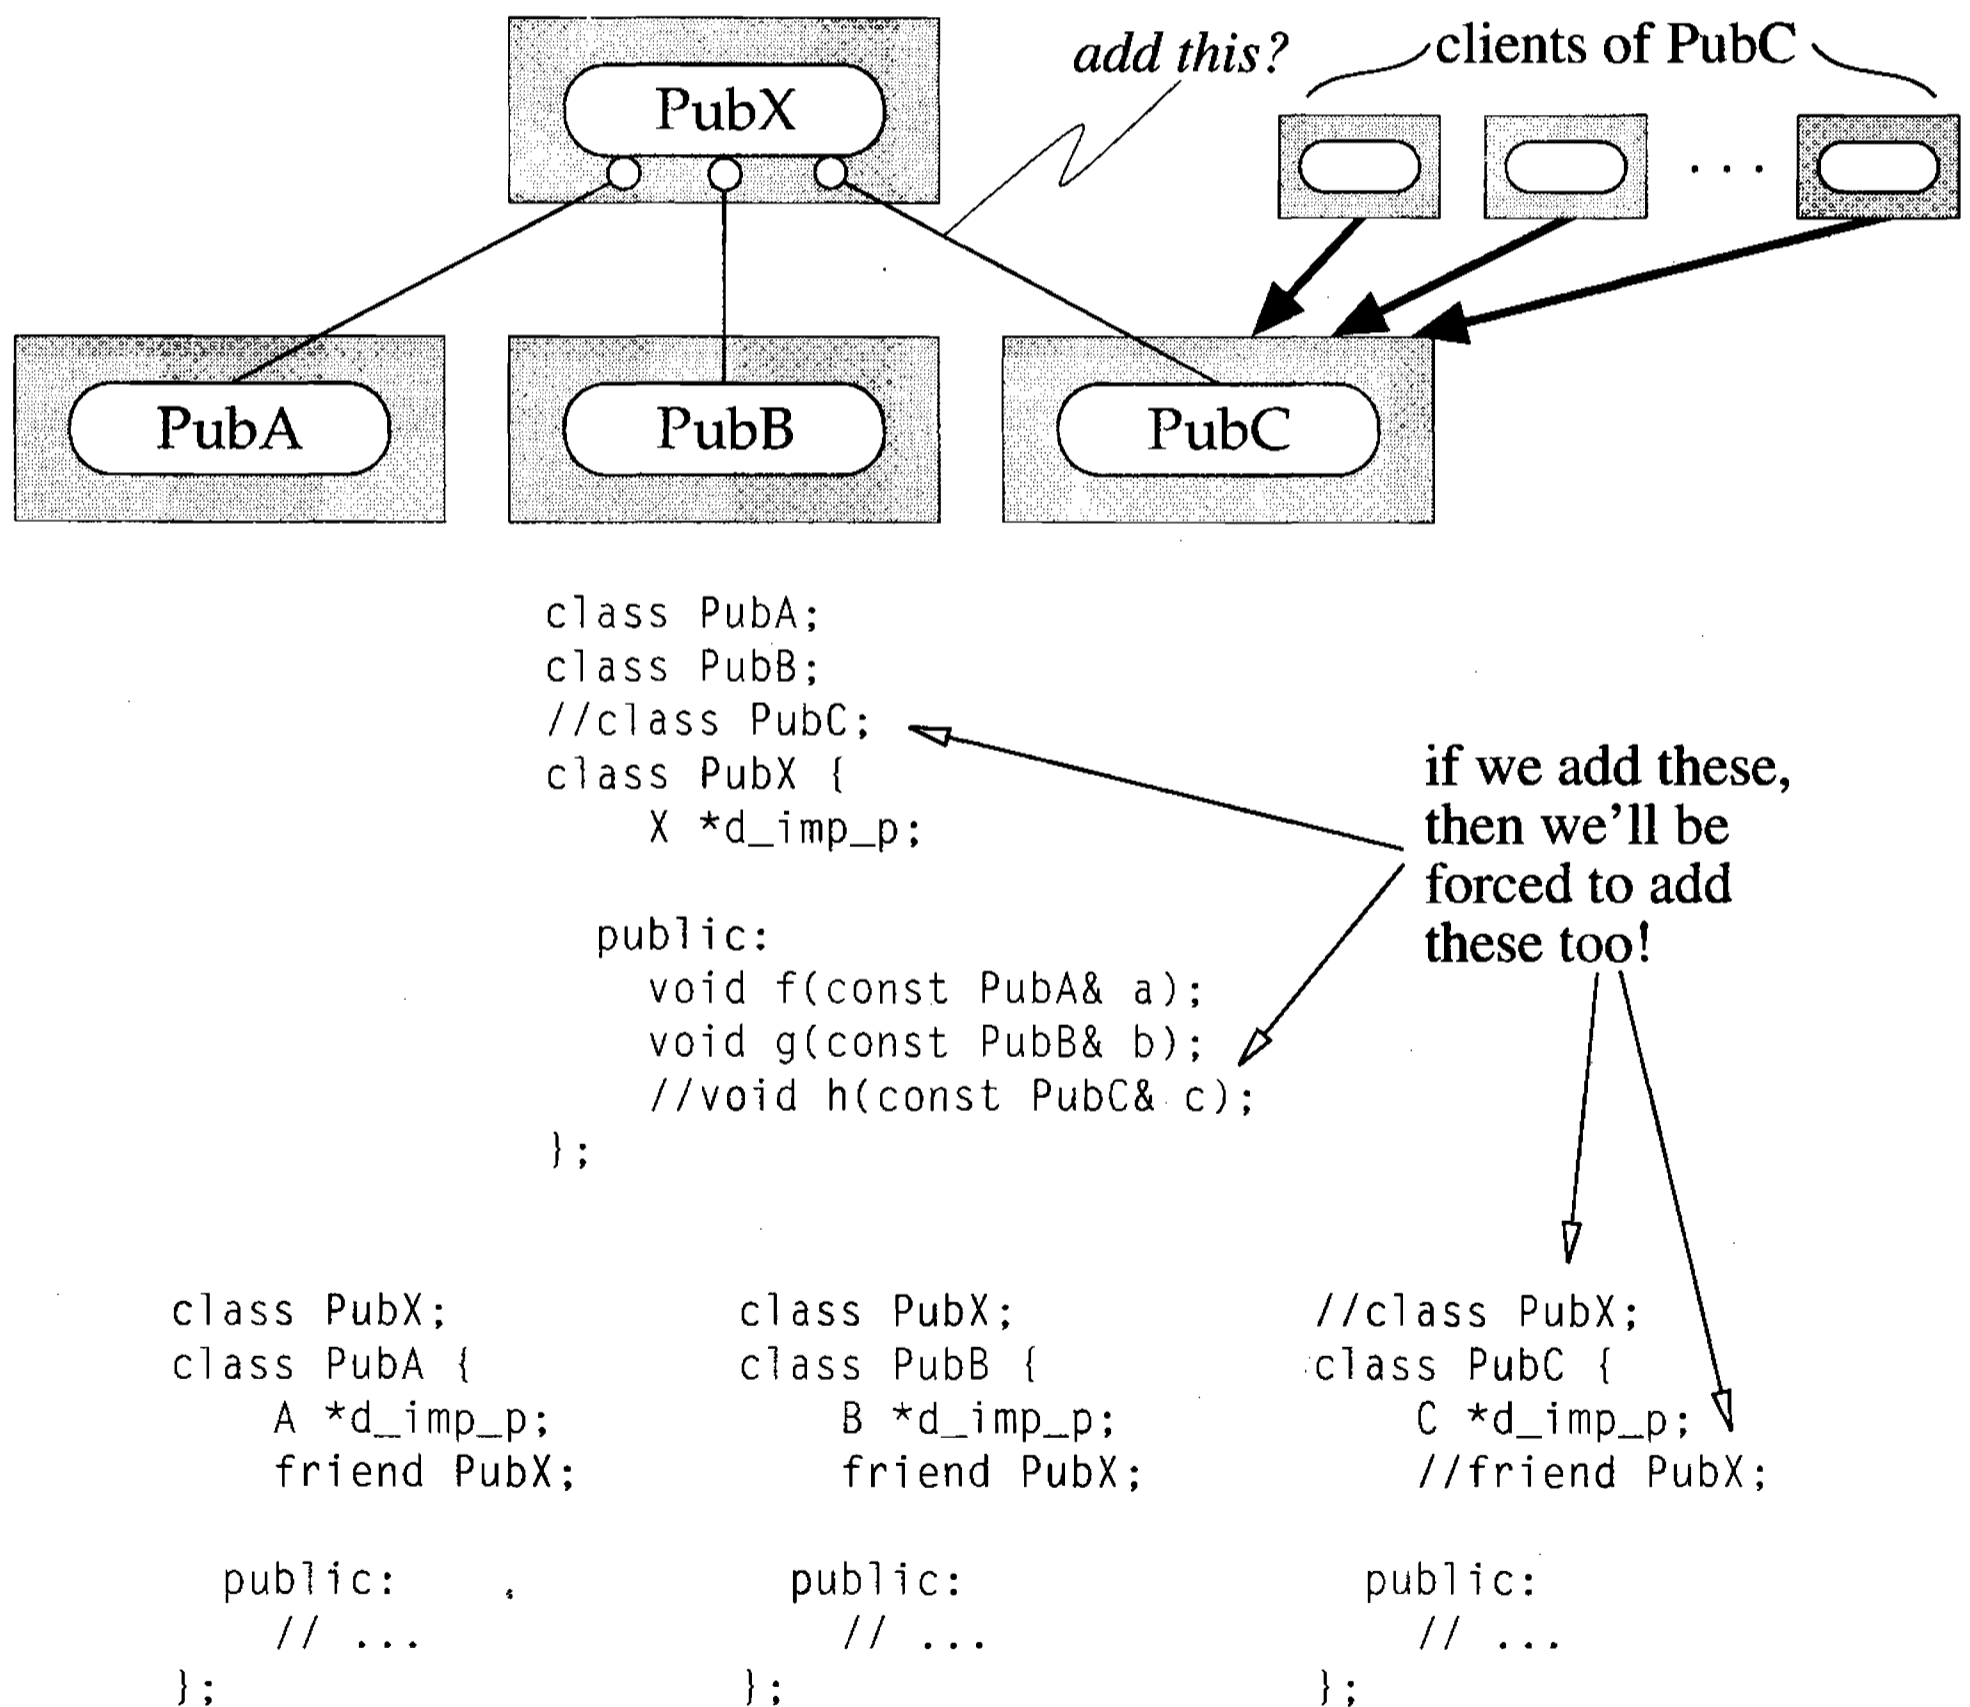 PubX
add this?
clients of PubC
. . .
PubA
PubB
PubC
class PubA;
class PubB;
//class PubC;
class PubX {
X *d_imp_p;
public:
void f(const PubA& a);
void g(const PubB& b);
//void h(const PubC& c);
};
if we add these,
then we'll be
forced to add
these too!
class PubX;
class PubA {
A *d_imp_p;
friend PubX;
public:
// ...
};
class PubX;
class PubB {
B *d_imp_p;
friend PubX;
public:
// ...
};
//class PubX;
class PubC {
C *d_imp_p;
//friend PubX;
public:
// ...
};